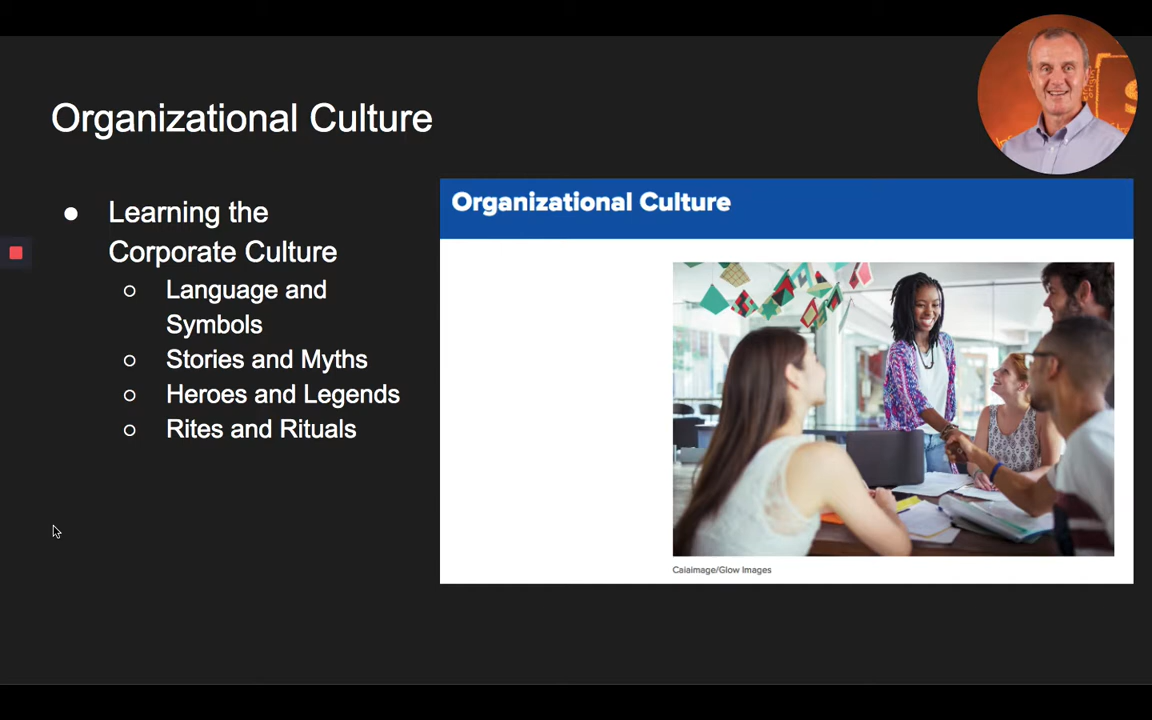 Organizational Culture
● Learning the
Corporate Culture
○ Language and
Symbols
○ Stories and Myths
○ Heroes and Legends
○ Rites and Rituals
Organizational Culture
Caiaimage/Glow Images